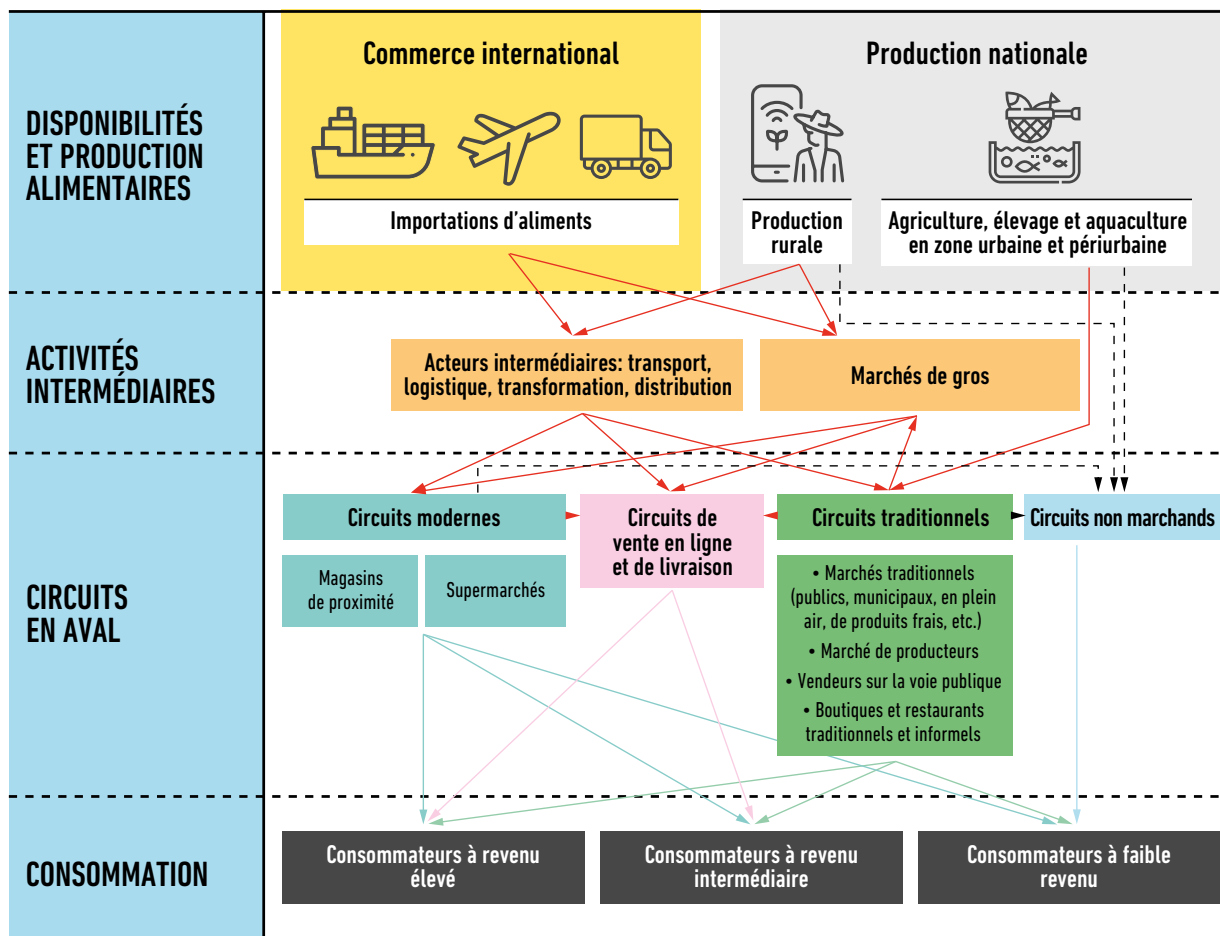 Commerce international
Production nationale
DISPONIBILITÉS
ET PRODUCTION
ALIMENTAIRES
Importations d'aliments
Production
rurale
Agriculture, élevage et aquaculture
en zone urbaine et périurbaine
ACTIVITÉS
INTERMÉDIAIRES
Acteurs intermédiaires: transport,
logistique, transformation, distribution
Marchés de gros
CIRCUITS
EN AVAL
Circuits modernes
Circuits de
vente en ligne
et de livraison
Circuits traditionnels
Circuits non marchands
Magasins
de proximité
Supermarchés
• Marchés traditionnels
(publics, municipaux, en plein
air, de produits frais, etc.)
• Marché de producteurs
• Vendeurs sur la voie publique
• Boutiques et restaurants
traditionnels et informels
CONSOMMATION
Consommateurs à revenu
élevé
Consommateurs à revenu
intermédiaire
Consommateurs à faible
revenu